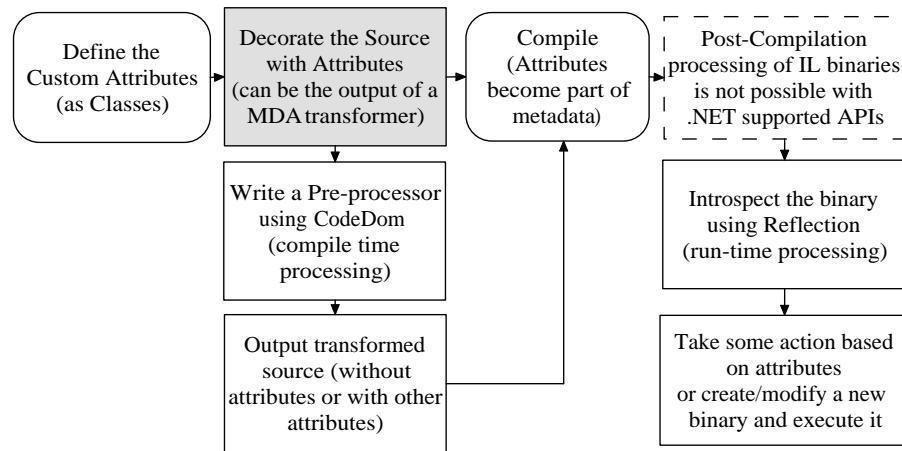 Define the
Custom Attributes
(as Classes)
Decorate the Source
with Attributes
(can be the output of a
MDA transformer)
Compile
(Attributes
become part of
metadata)
Post-Compilation
processing of IL binaries
is not possible with
.NET supported APIs
Write a Pre-processor
using CodeDom
(compile time
processing)
Introspect the binary
using Reflection
(run-time processing)
Output transformed
source (without
attributes or with other
attributes)
Take some action based
on attributes
or create/modify a new
binary and execute it